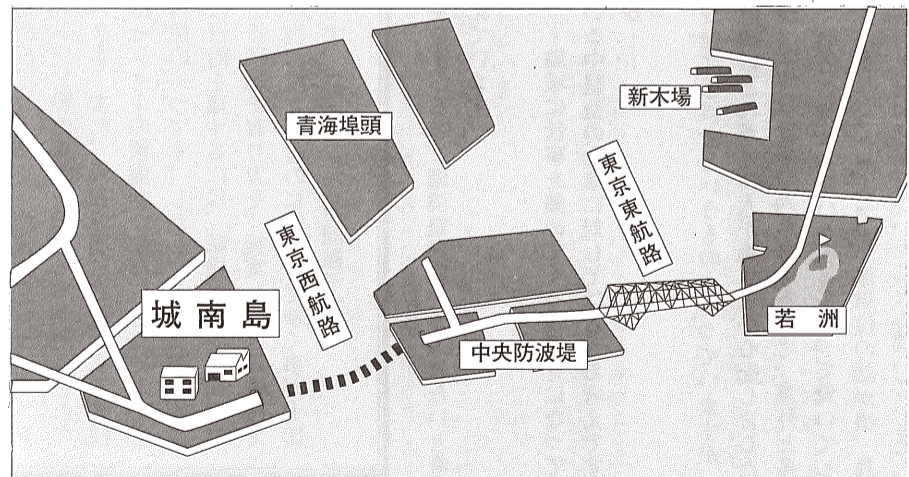 青海埠頭
新木場
東京東航路
東京西航路
城南島
中央防波堤
若洲